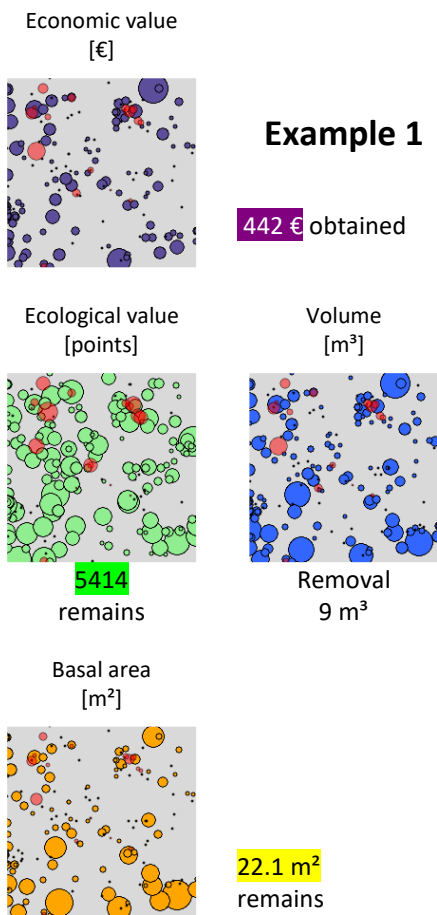 Economic value
[€]
Example 1
442 € obtained
Ecological value
[points]
Volume
[m³]
5414
remains
Removal
9 m³
Basal area
[m²]
22.1 m²
remains